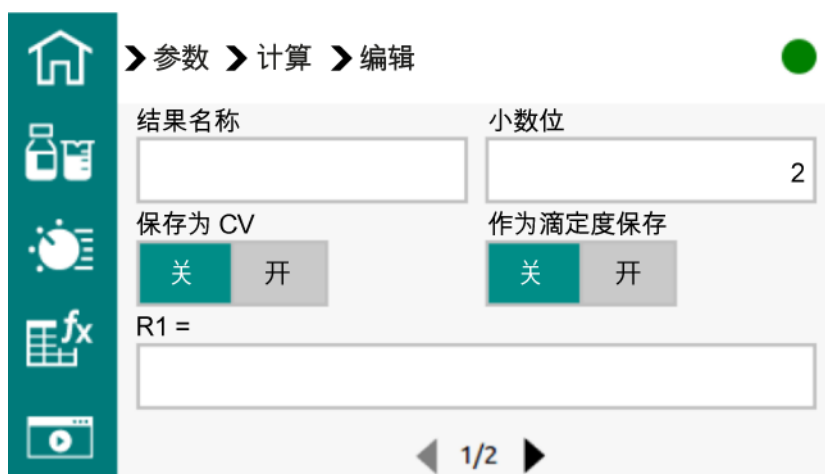 参数 计算 编辑
结果名称 小数位
2
保存为 CV 作为滴定度保存
关 开 关 开
fx
R1 =
1/2